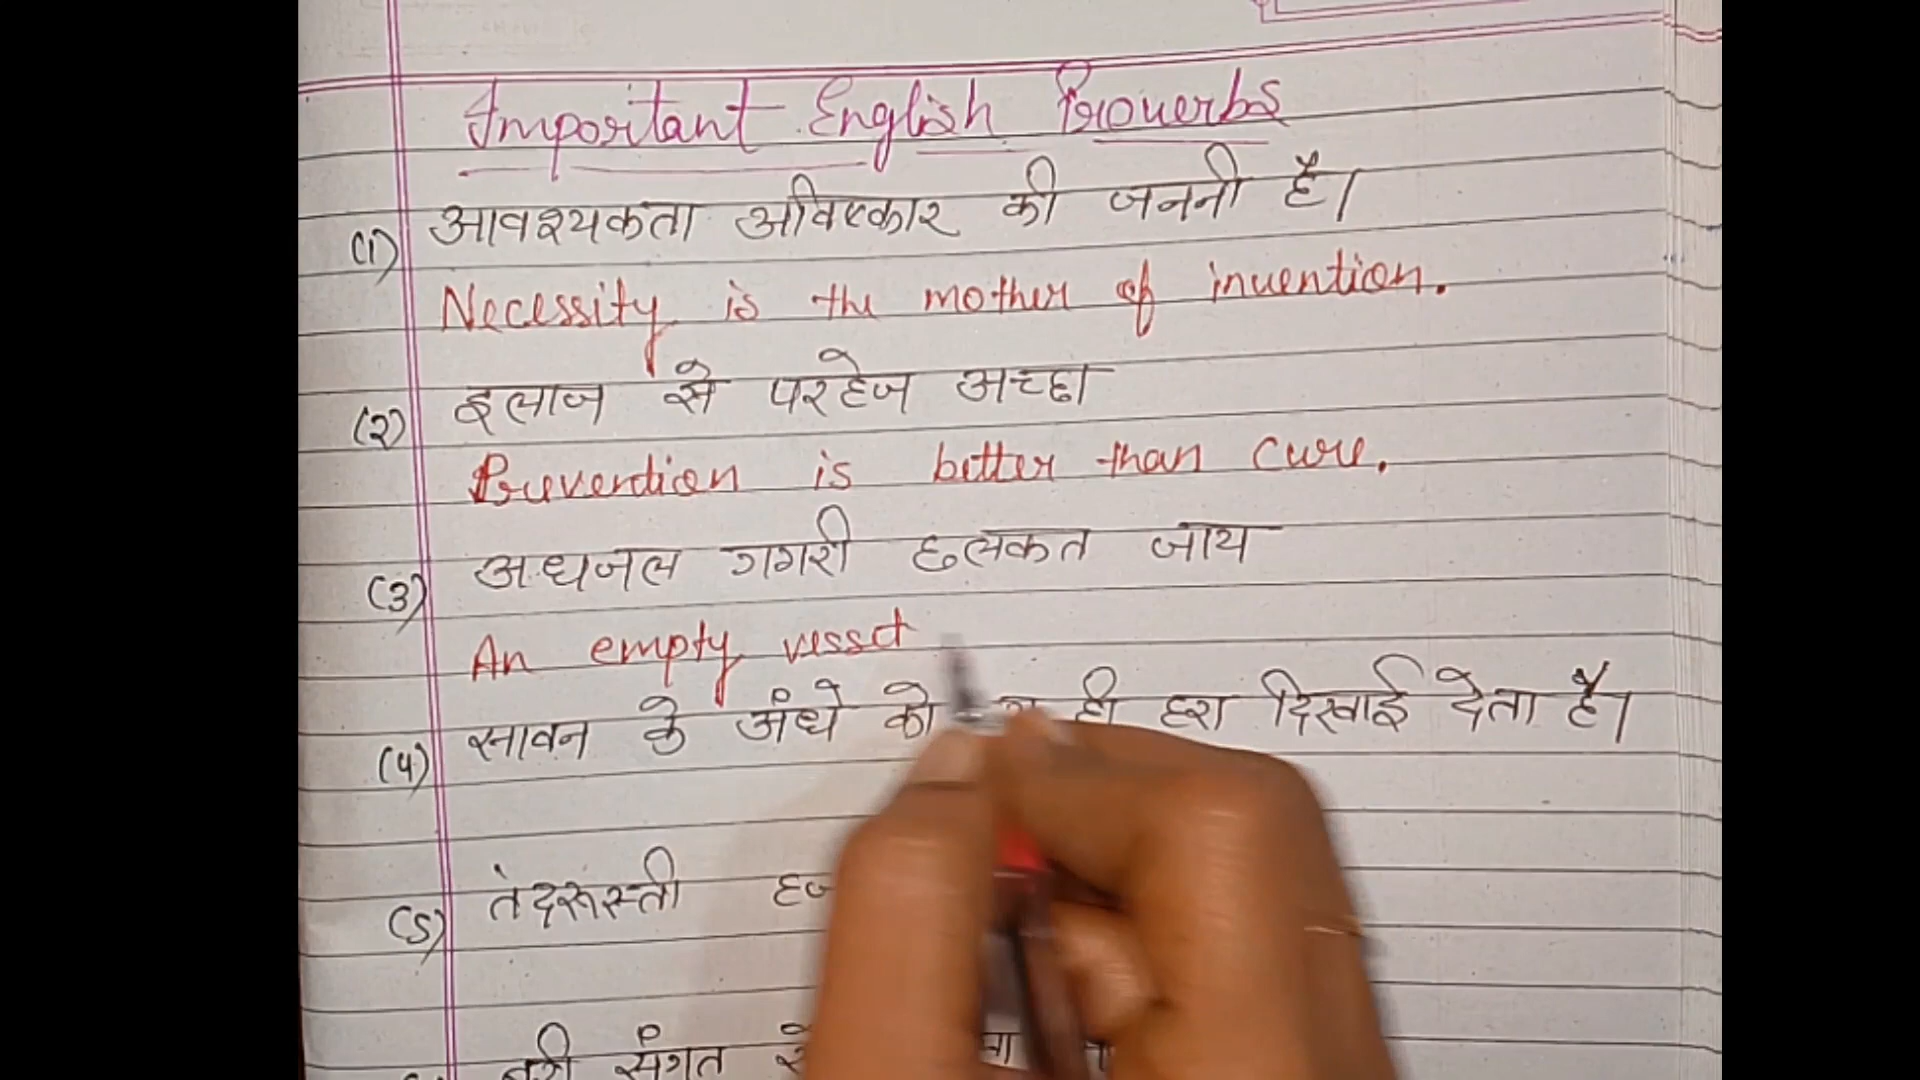 Important English Proverbs
(1) आवश्यकता अविष्कार की जननी है।
Necessity is the mother of invention.
(2) इलाज से परहेज अच्छा
Prevention is better than cure.
(3) अधजल गगरी छलकत जाय
An empty vessel
(4) सावन के अंधे को ही हरा दिखाई देता है।
(5) तंदरूस्ती
बुरी संगत